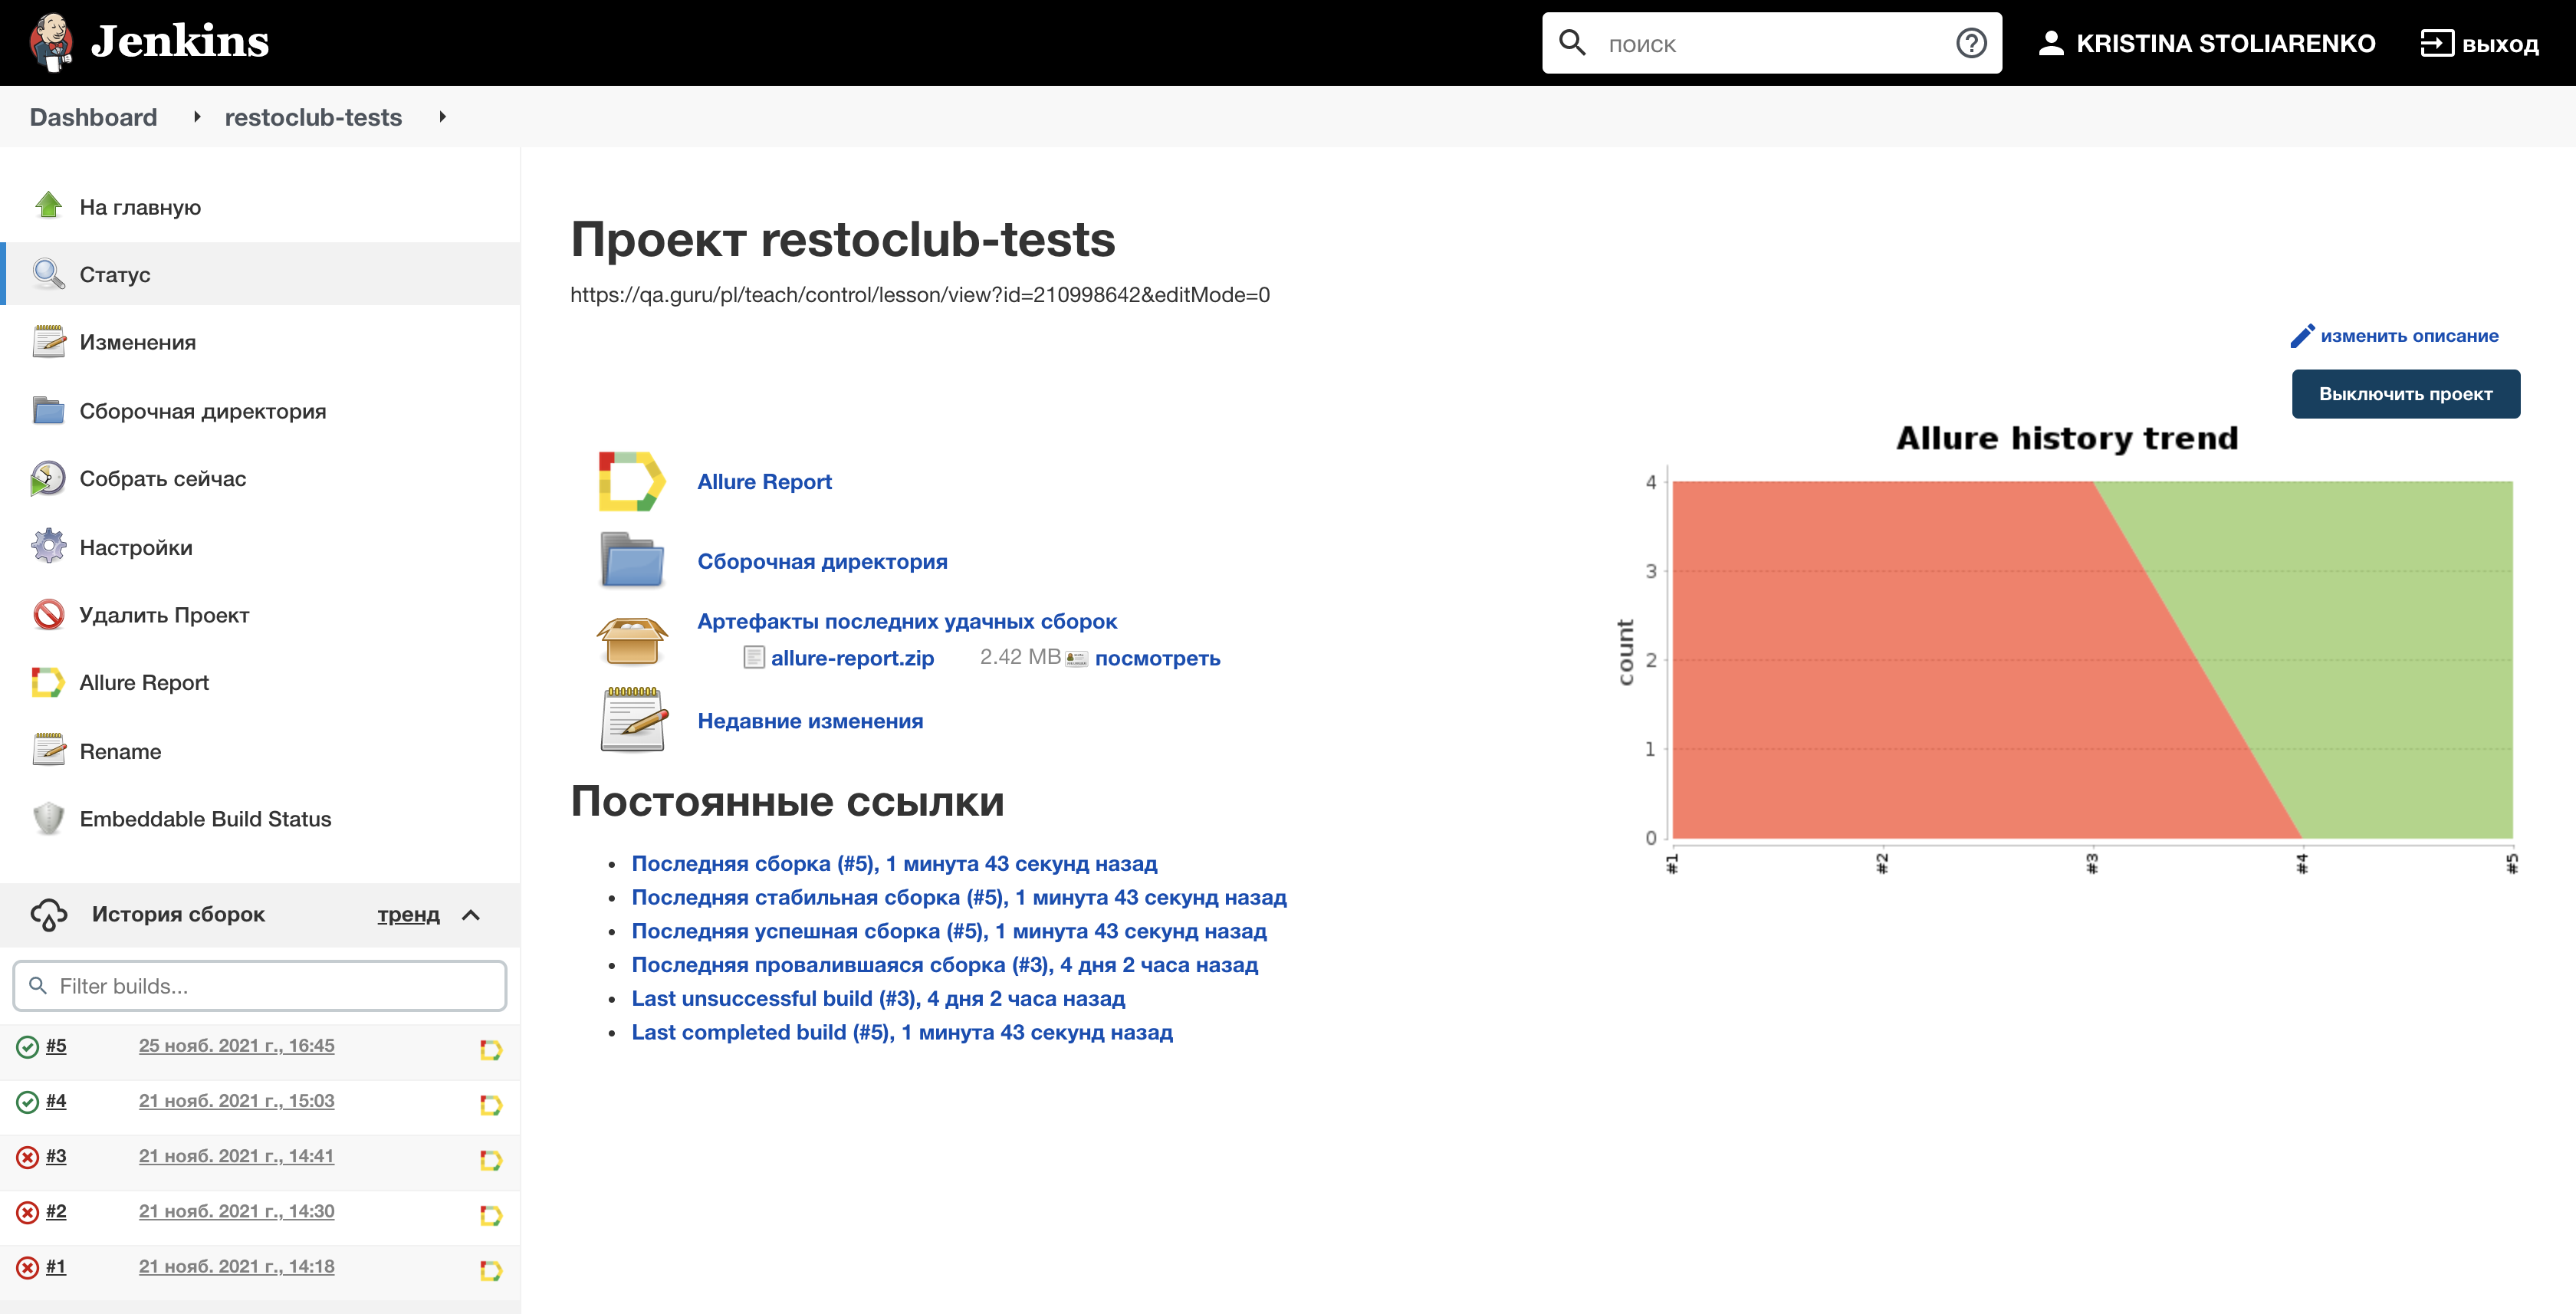 Jenkins
поиск
KRISTINA STOLIARENKO
выход
Dashboard
restoclub-tests
На главную
Статус
Изменения
Сборочная директория
Собрать сейчас
Настройки
Удалить Проект
Allure Report
Rename
Embeddable Build Status
История сборок
тренд
Filter builds...
#5 25 нояб. 2021 г., 16:45
#4 21 нояб. 2021 г., 15:03
#3 21 нояб. 2021 г., 14:41
#2 21 нояб. 2021 г., 14:30
#1 21 нояб. 2021 г., 14:18
Проект restoclub-tests
https://qa.guru/pl/teach/control/lesson/view?id=210998642&editMode=0
изменить описание
Выключить проект
Allure Report
Сборочная директория
Артефакты последних удачных сборок
allure-report.zip 2.42 MB посмотреть
Недавние изменения
Постоянные ссылки
Последняя сборка (#5), 1 минута 43 секунд назад
Последняя стабильная сборка (#5), 1 минута 43 секунд назад
Последняя успешная сборка (#5), 1 минута 43 секунд назад
Последняя провалившаяся сборка (#3), 4 дня 2 часа назад
Last unsuccessful build (#3), 4 дня 2 часа назад
Last completed build (#5), 1 минута 43 секунд назад
Allure history trend
count
4
3
2
1
0
#1 #2 #3 #4 #5